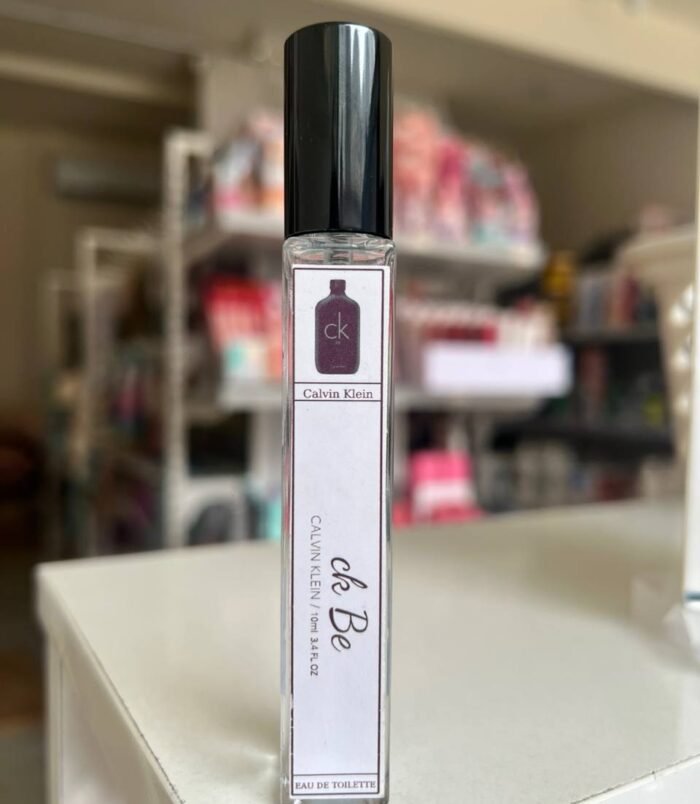 ck
Calvin Klein
ck Be
CALVIN KLEIN / 10ml 3.4 FL OZ
EAU DE TOILETTE